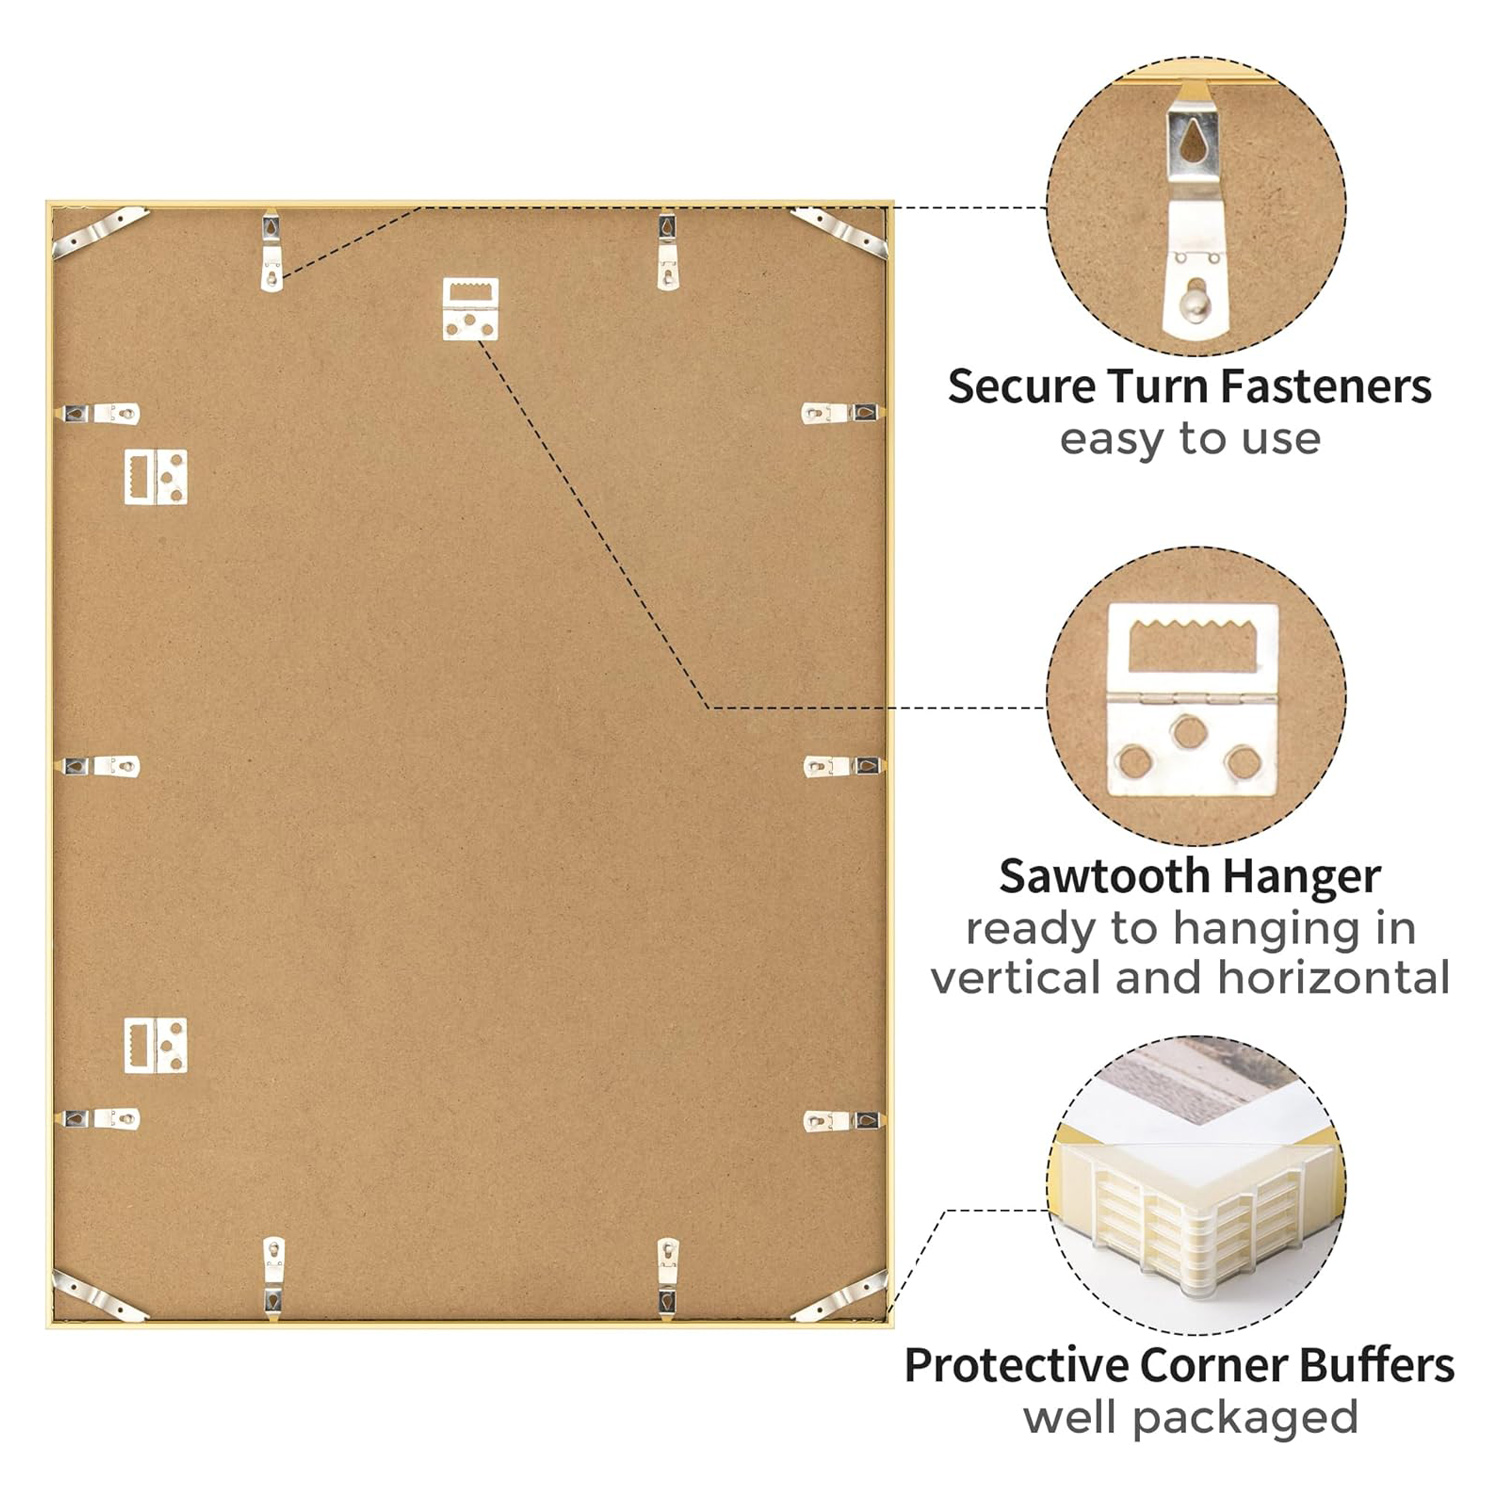 Secure Turn Fasteners
easy to use
Sawtooth Hanger
ready to hanging in
vertical and horizontal
Protective Corner Buffers
well packaged